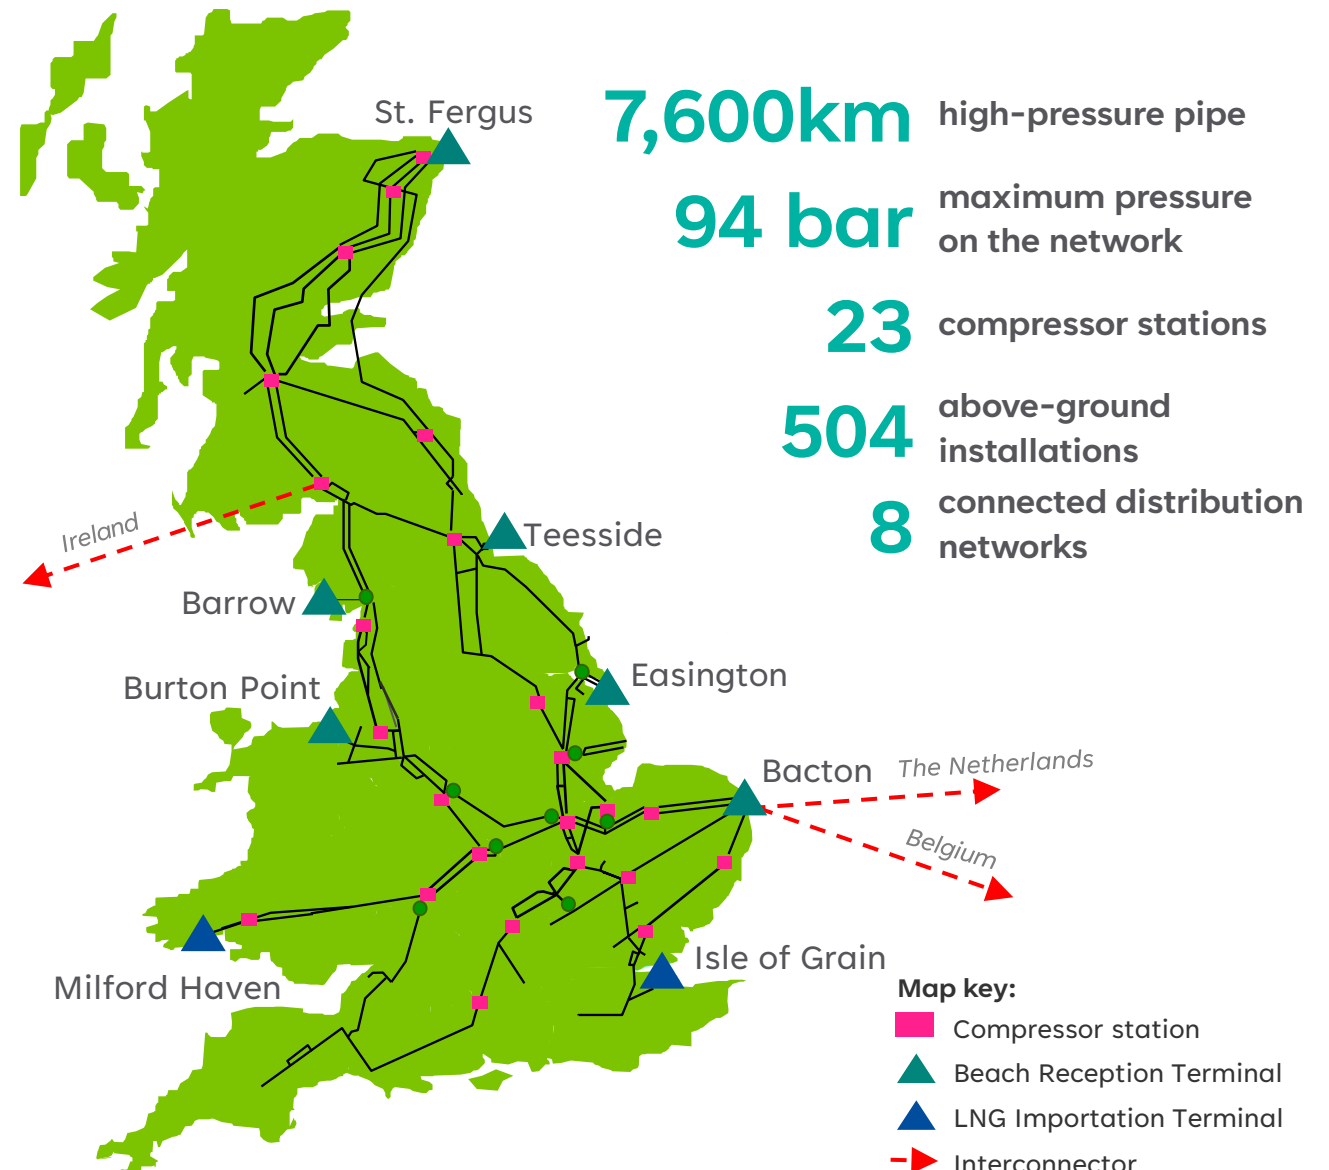 St. Fergus
7,600km
high-pressure pipe
94 bar
maximum pressure
on the network
23
compressor stations
504
above-ground
installations
8
connected distribution
networks
Ireland
Teesside
Barrow
Burton Point
Easington
Bacton
The Netherlands
Belgium
Milford Haven
Isle of Grain
Map key:
Compressor station
Beach Reception Terminal
LNG Importation Terminal
Interconnector